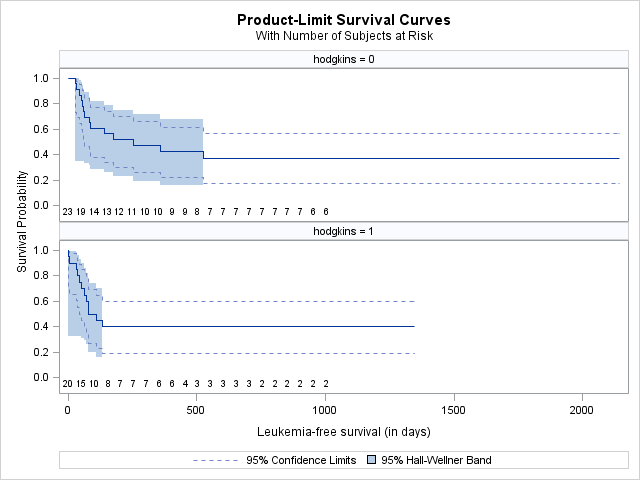 Product-Limit Survival Curves
With Number of Subjects at Risk
hodgkins = 0
1.0
0.8
0.6
0.4
0.2
0.0
23 19 14 13 12 11 10 10 9 9 8 7 7 7 7 7 7 7 7 6 6
hodgkins = 1
1.0
0.8
0.6
0.4
0.2
0.0
20 15 10 8 7 7 7 6 6 4 3 3 3 3 3 2 2 2 2 2 2
Survival Probability
0 500 1000 1500 2000
Leukemia-free survival (in days)
95% Confidence Limits 95% Hall-Wellner Band